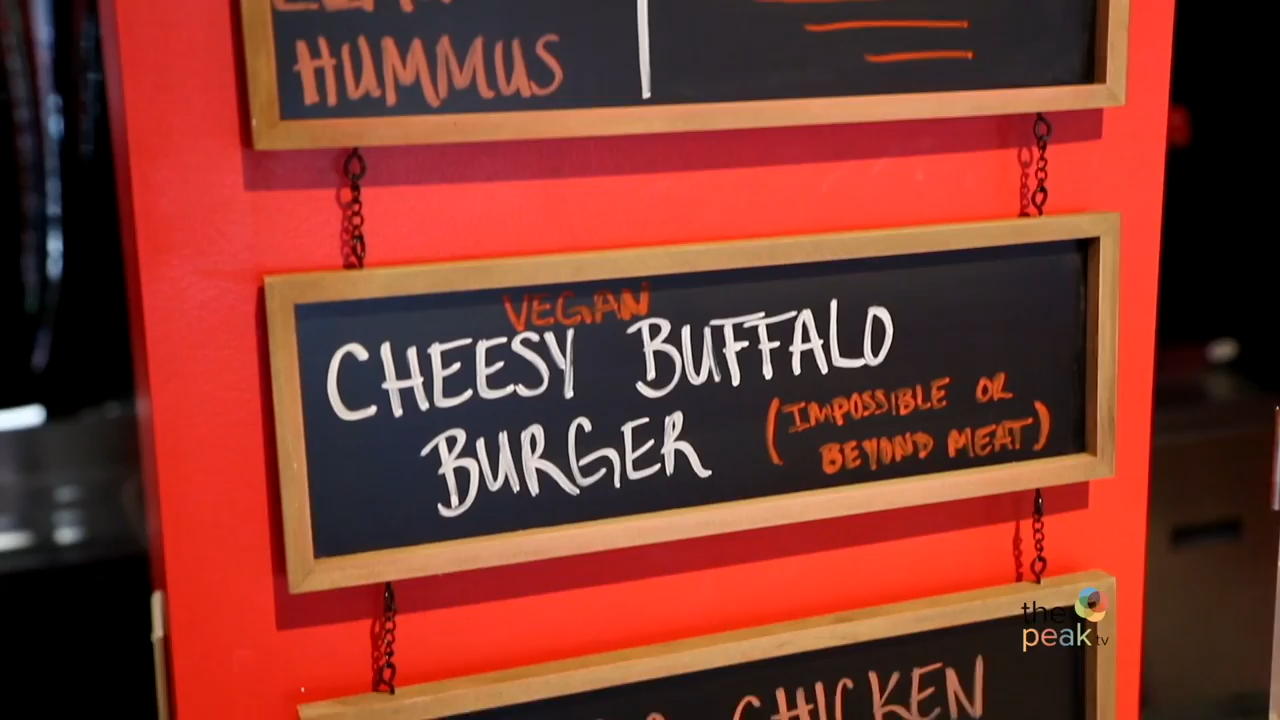 HUMMUS
VEGAN
CHEESY BUFFALO
BURGER
(IMPOSSIBLE OR
BEYOND MEAT)
the
peak tv
CHICKEN